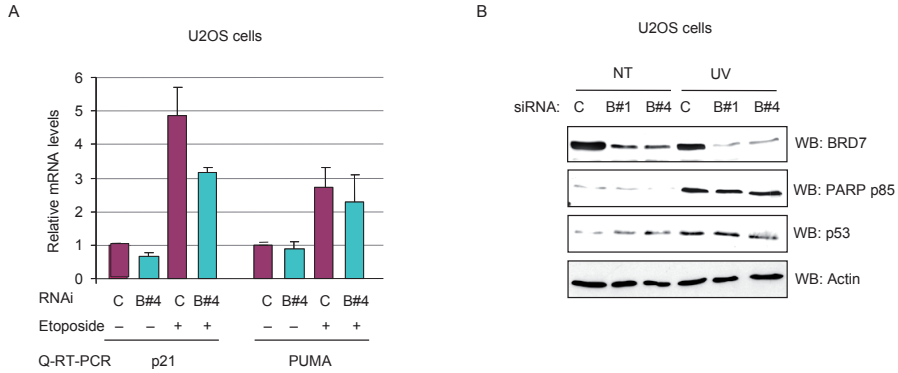 A
U2OS cells
Relative mRNA levels
6
5
4
3
2
1
0
RNAi C B#4 C B#4 C B#4 C B#4
Etoposide – – + + – – + +
Q-RT-PCR p21 PUMA
B
U2OS cells
NT UV
siRNA: C B#1 B#4 C B#1 B#4
WB: BRD7
WB: PARP p85
WB: p53
WB: Actin